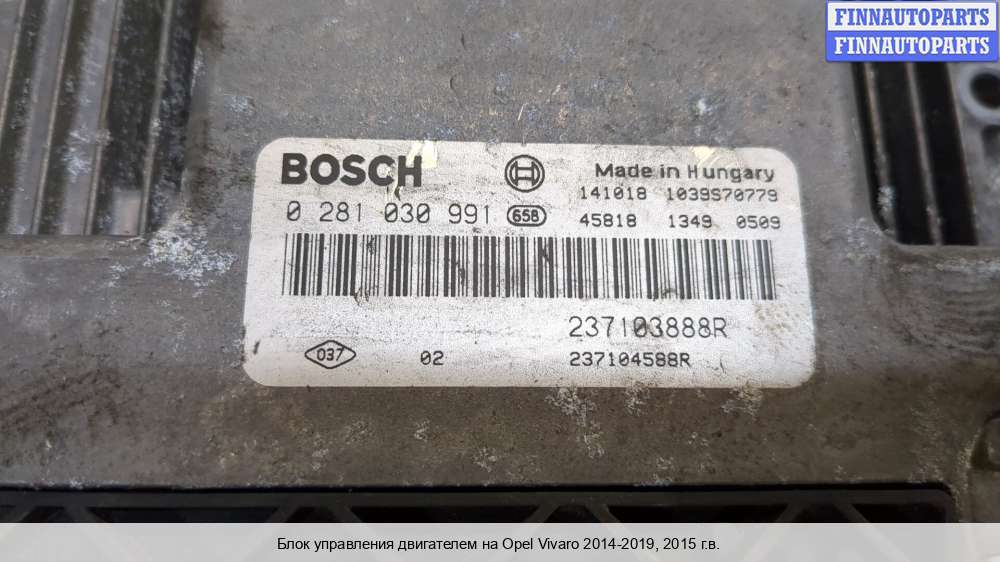 FINNAUTOPARTS
FINNAUTOPARTS
BOSCH
Made in Hungary
141018 1039S70779
0 281 030 991 658
45818 1349 0509
237103888R
037 02 237104588R
Блок управления двигателем на Opel Vivaro 2014-2019, 2015 г.в.